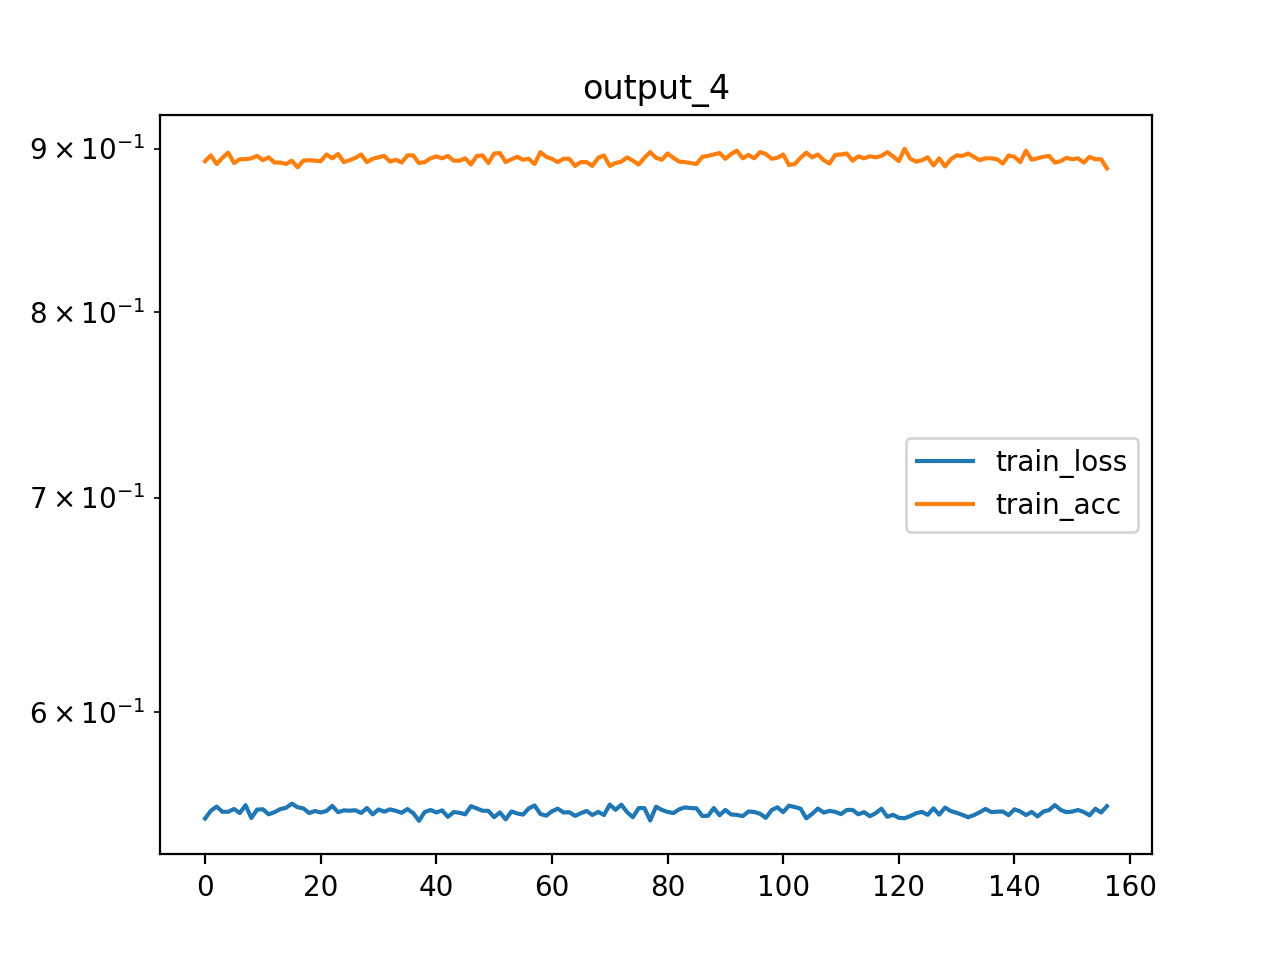 output_4
9 × 10⁻¹
8 × 10⁻¹
7 × 10⁻¹
6 × 10⁻¹
train_loss
train_acc
0 20 40 60 80 100 120 140 160